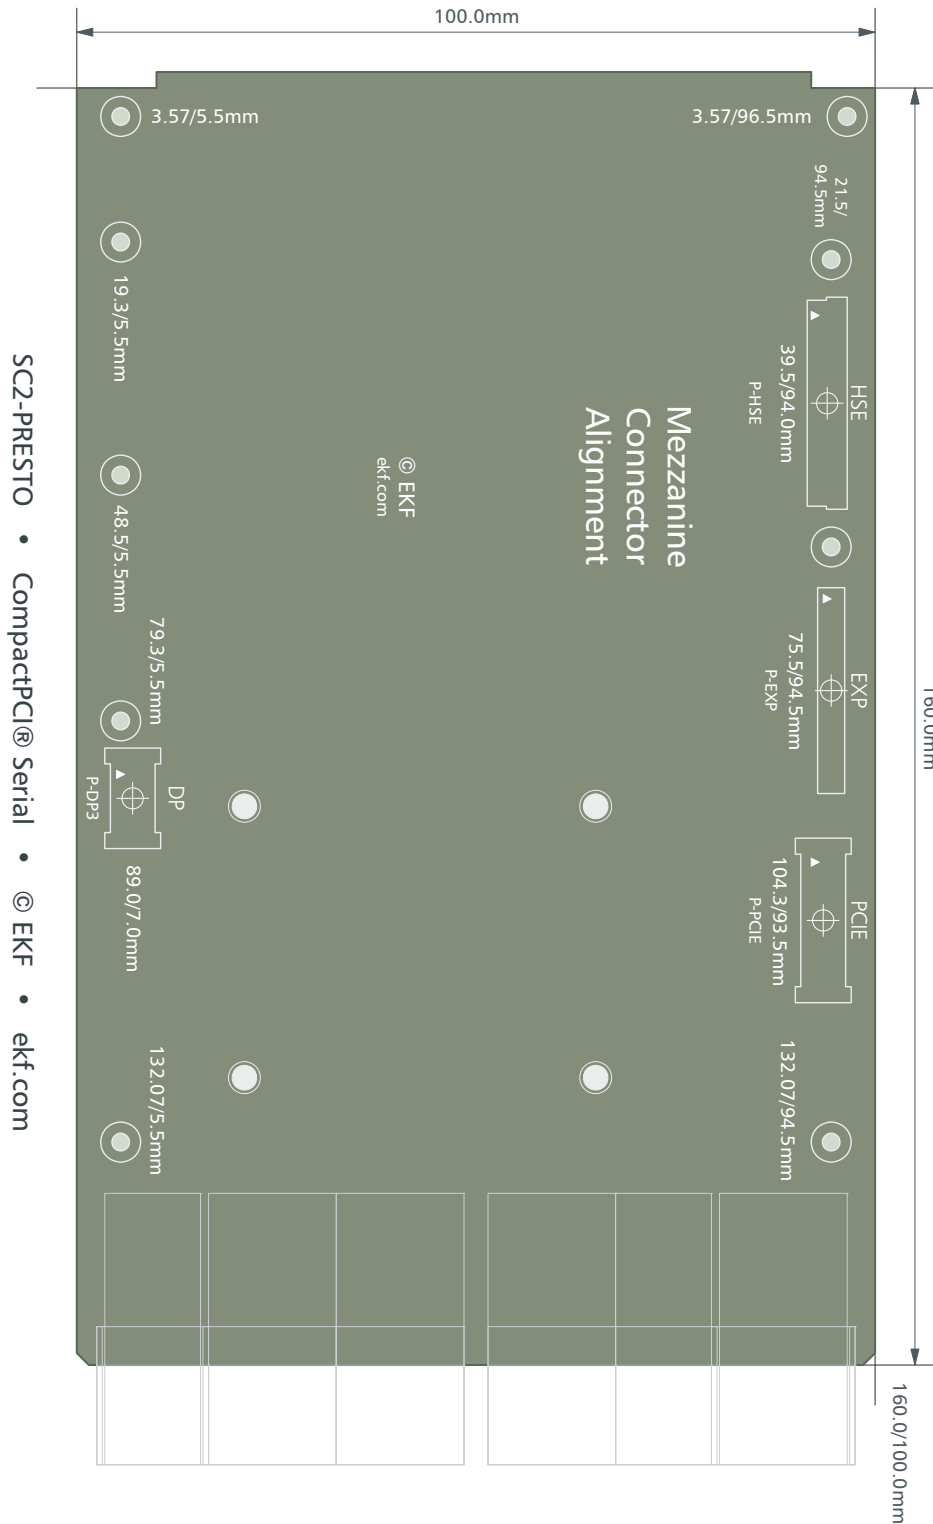 100.0mm
3.57/5.5mm
3.57/96.5mm
21.5/
94.5mm
19.3/5.5mm
HSE
39.5/94.0mm
P-HSE
Mezzanine
Connector
Alignment
© EKF
ekf.com
48.5/5.5mm
79.3/5.5mm
EXP
75.5/94.5mm
P-EXP
160.0mm
DP
P-DP3
89.0/7.0mm
PCIE
104.3/93.5mm
P-PCIE
132.07/5.5mm
132.07/94.5mm
160.0/100.0mm
SC2-PRESTO • CompactPCI® Serial • © EKF • ekf.com